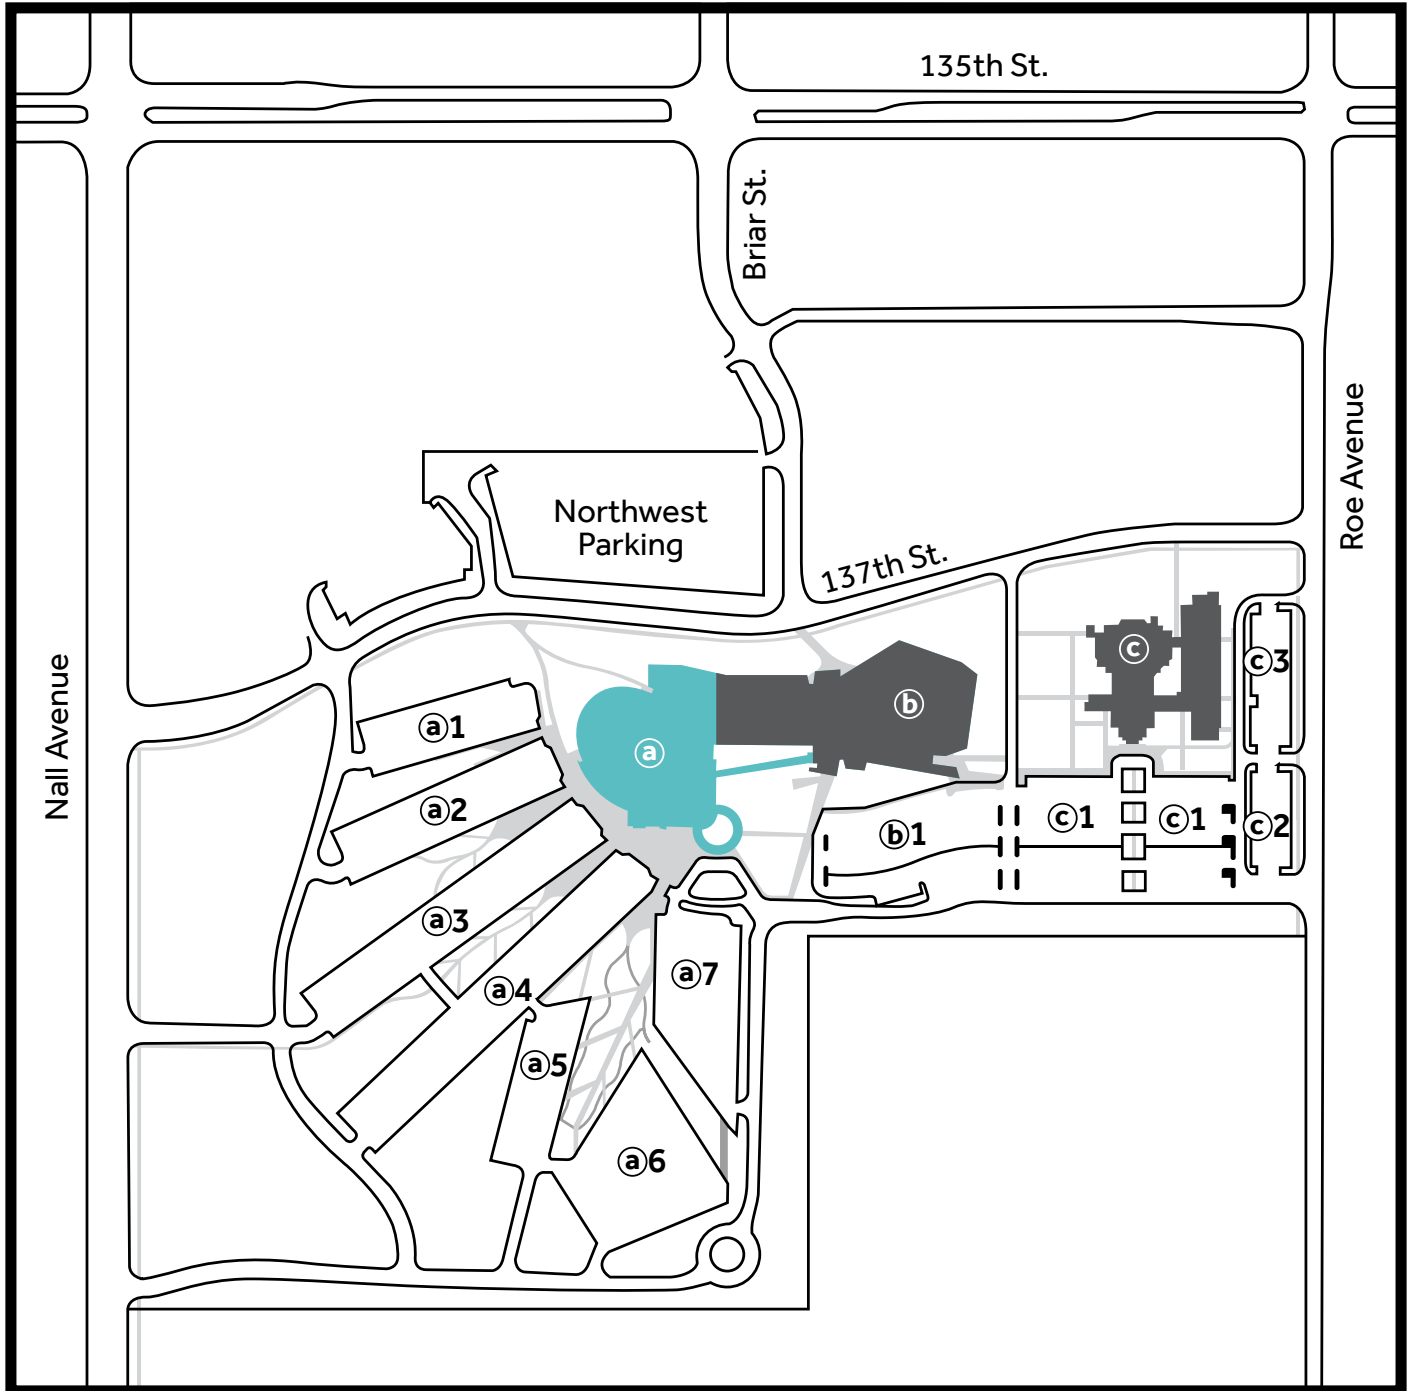 135th St.
Briar St.
Roe Avenue
Northwest
Parking
137th St.
Nall Avenue
c
c3
a1
b
a
a2
b1
c1
c1
c2
a3
a7
a4
a5
a6